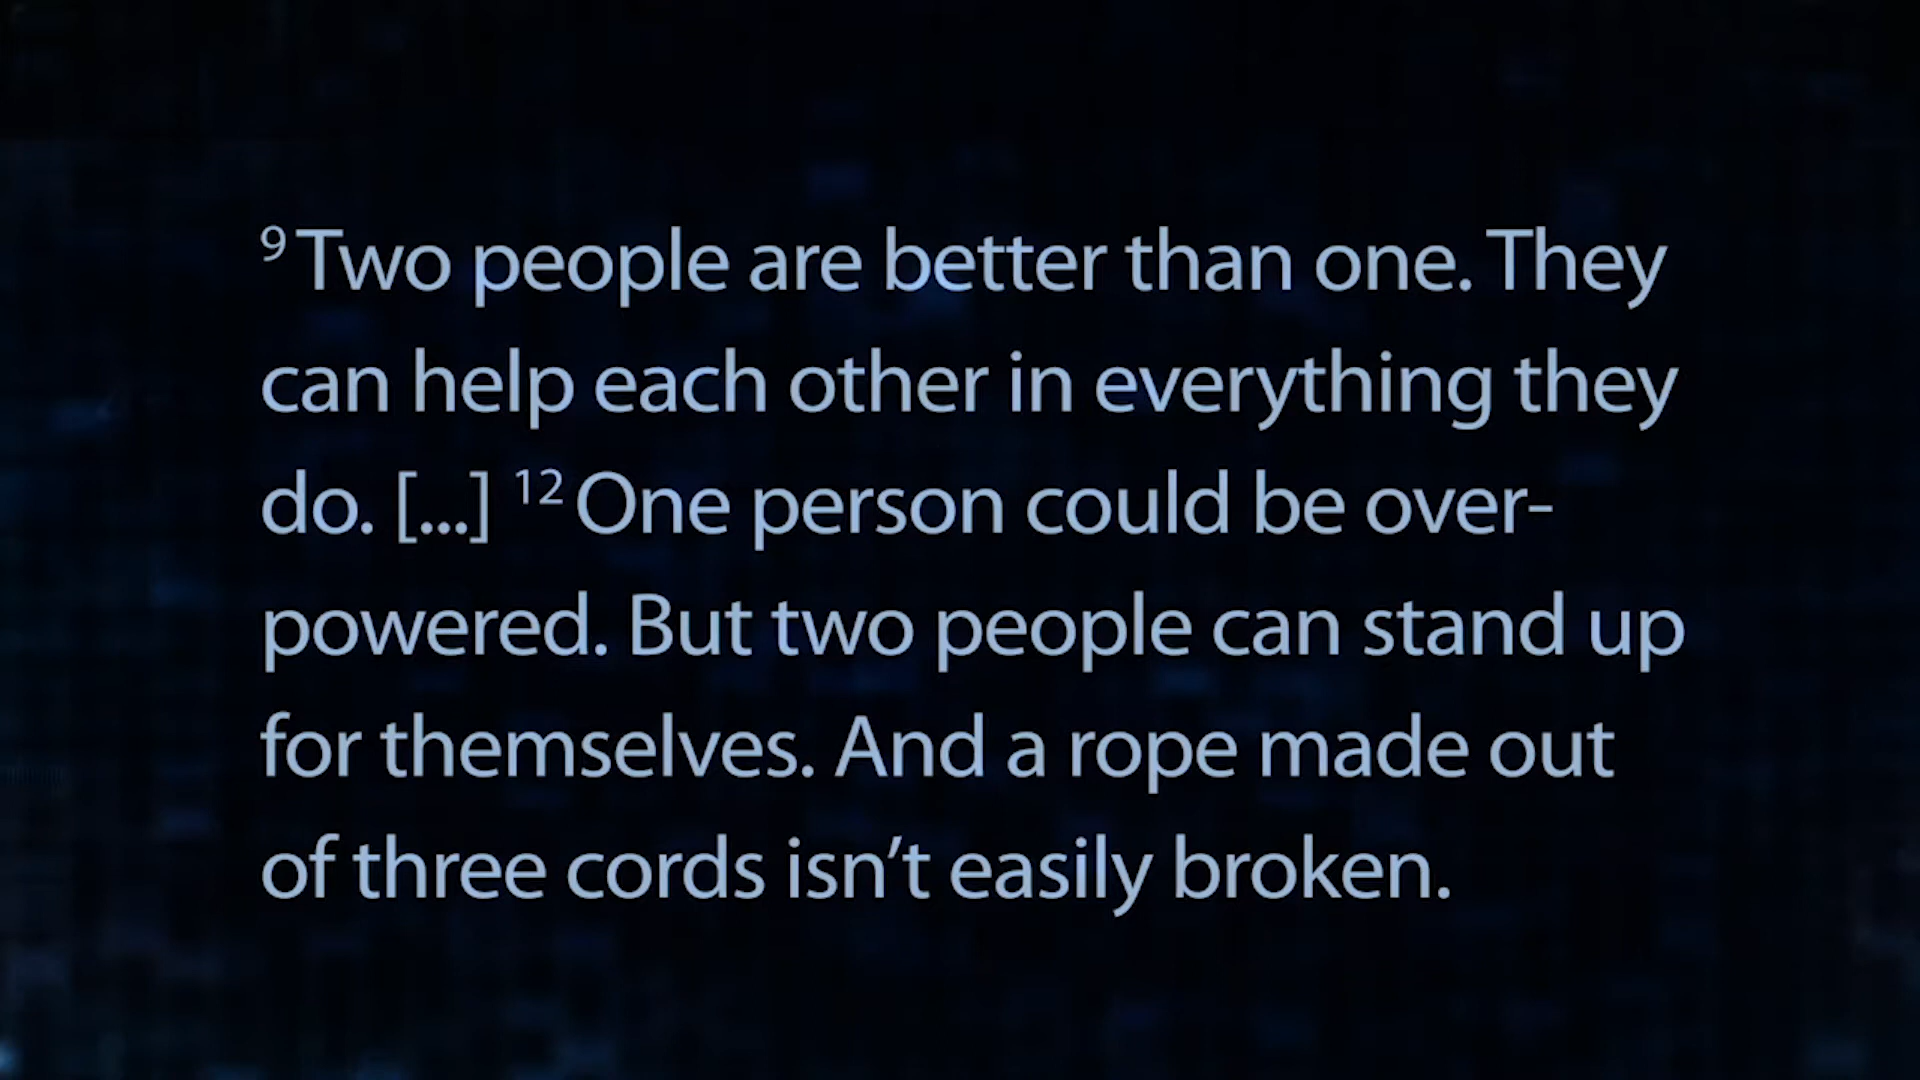 9 Two people are better than one. They
can help each other in everything they
do. [...] 12 One person could be over-
powered. But two people can stand up
for themselves. And a rope made out
of three cords isn’t easily broken.